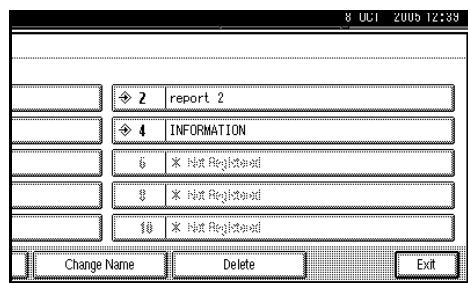 8 OCT 2005 12:39
2 report 2
4 INFORMATION
6 * Not Registered
8 * Not Registered
10 * Not Registered
Change Name Delete Exit